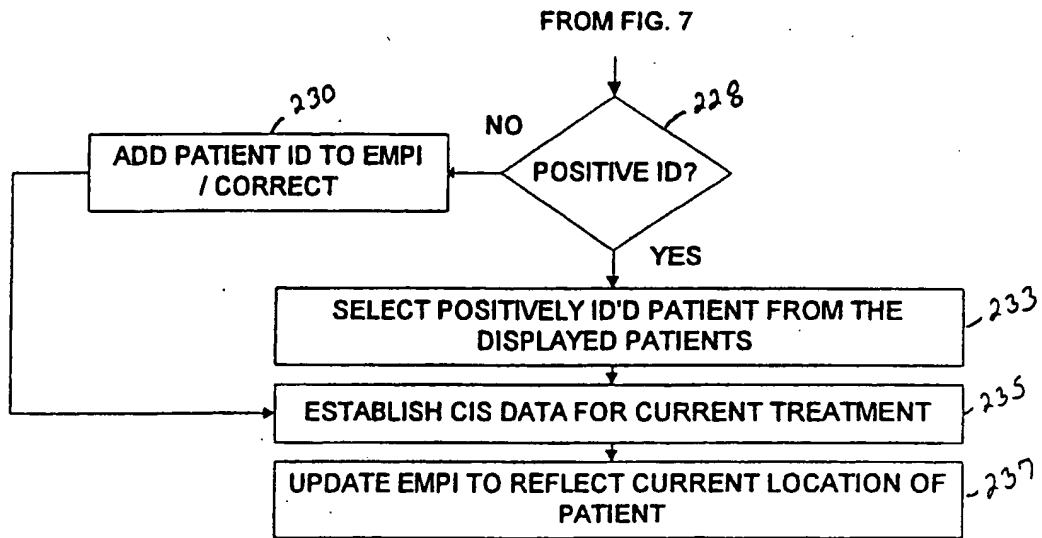 FROM FIG. 7
228
230
NO
ADD PATIENT ID TO EMPI
/ CORRECT
POSITIVE ID?
YES
SELECT POSITIVELY ID'D PATIENT FROM THE
DISPLAYED PATIENTS
233
ESTABLISH CIS DATA FOR CURRENT TREATMENT
235
UPDATE EMPI TO REFLECT CURRENT LOCATION OF
PATIENT
237